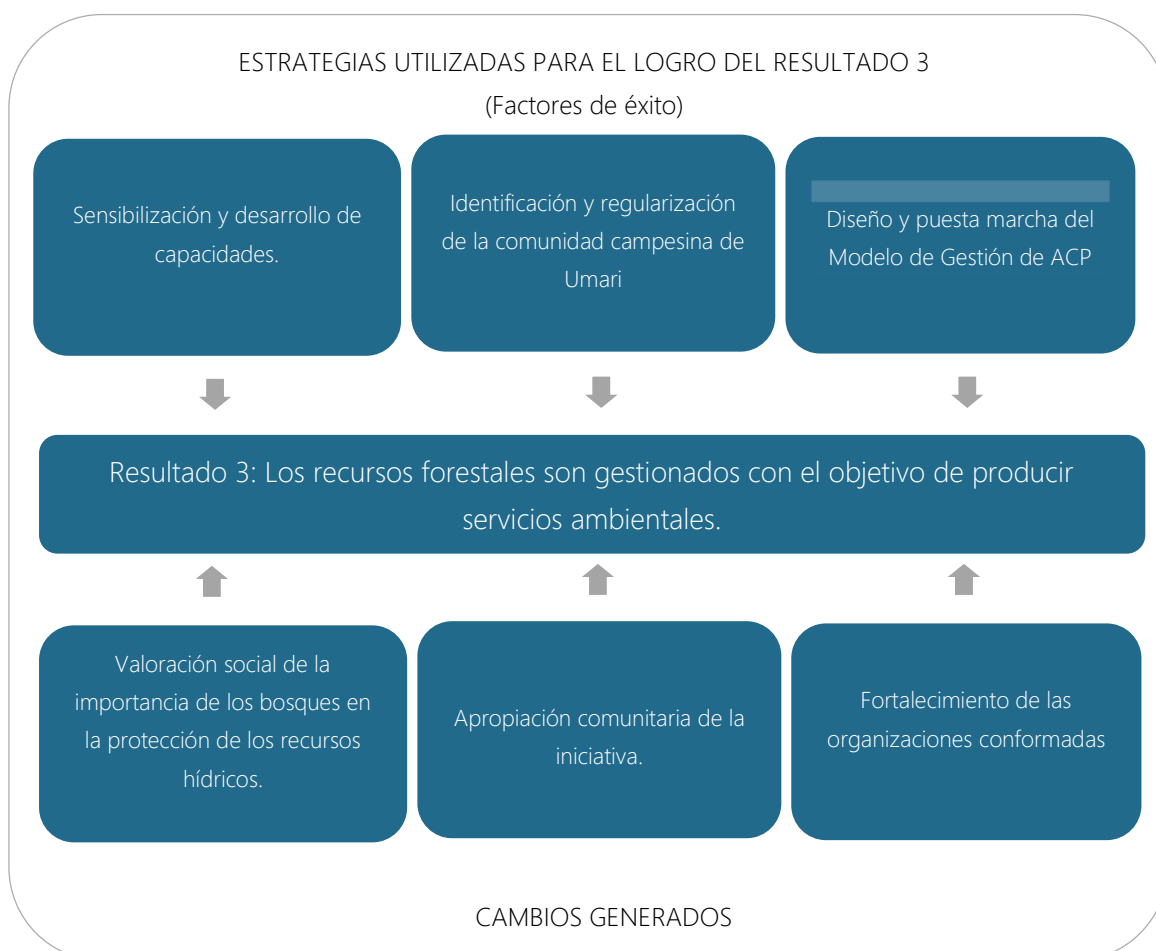 ESTRATEGIAS UTILIZADAS PARA EL LOGRO DEL RESULTADO 3
(Factores de éxito)
Sensibilización y desarrollo de
capacidades.
Identificación y regularización
de la comunidad campesina de
Umari
Diseño y puesta marcha del
Modelo de Gestión de ACP
Resultado 3: Los recursos forestales son gestionados con el objetivo de producir
servicios ambientales.
Valoración social de la
importancia de los bosques en
la protección de los recursos
hídricos.
Apropiación comunitaria de la
iniciativa.
Fortalecimiento de las
organizaciones conformadas
CAMBIOS GENERADOS